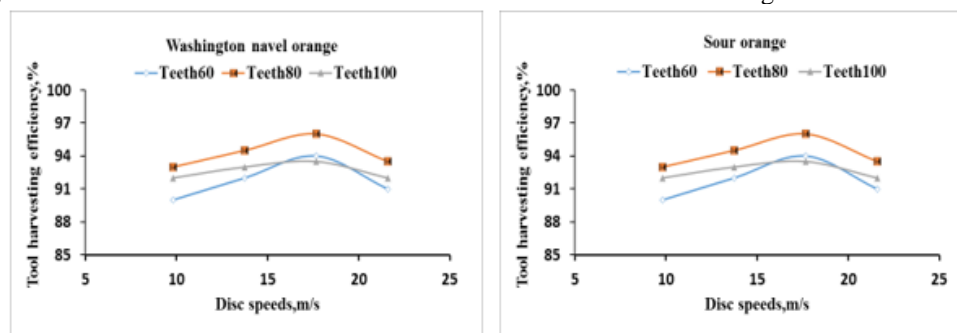 Washington navel orange
Teeth60 Teeth80 Teeth100
Tool harvesting efficiency,%
100
97
94
91
88
85
5 10 15 20 25
Disc speeds,m/s
Sour orange
Teeth60 Teeth80 Teeth100
Tool harvesting efficiency,%
100
97
94
91
88
85
5 10 15 20 25
Disc speeds,m/s